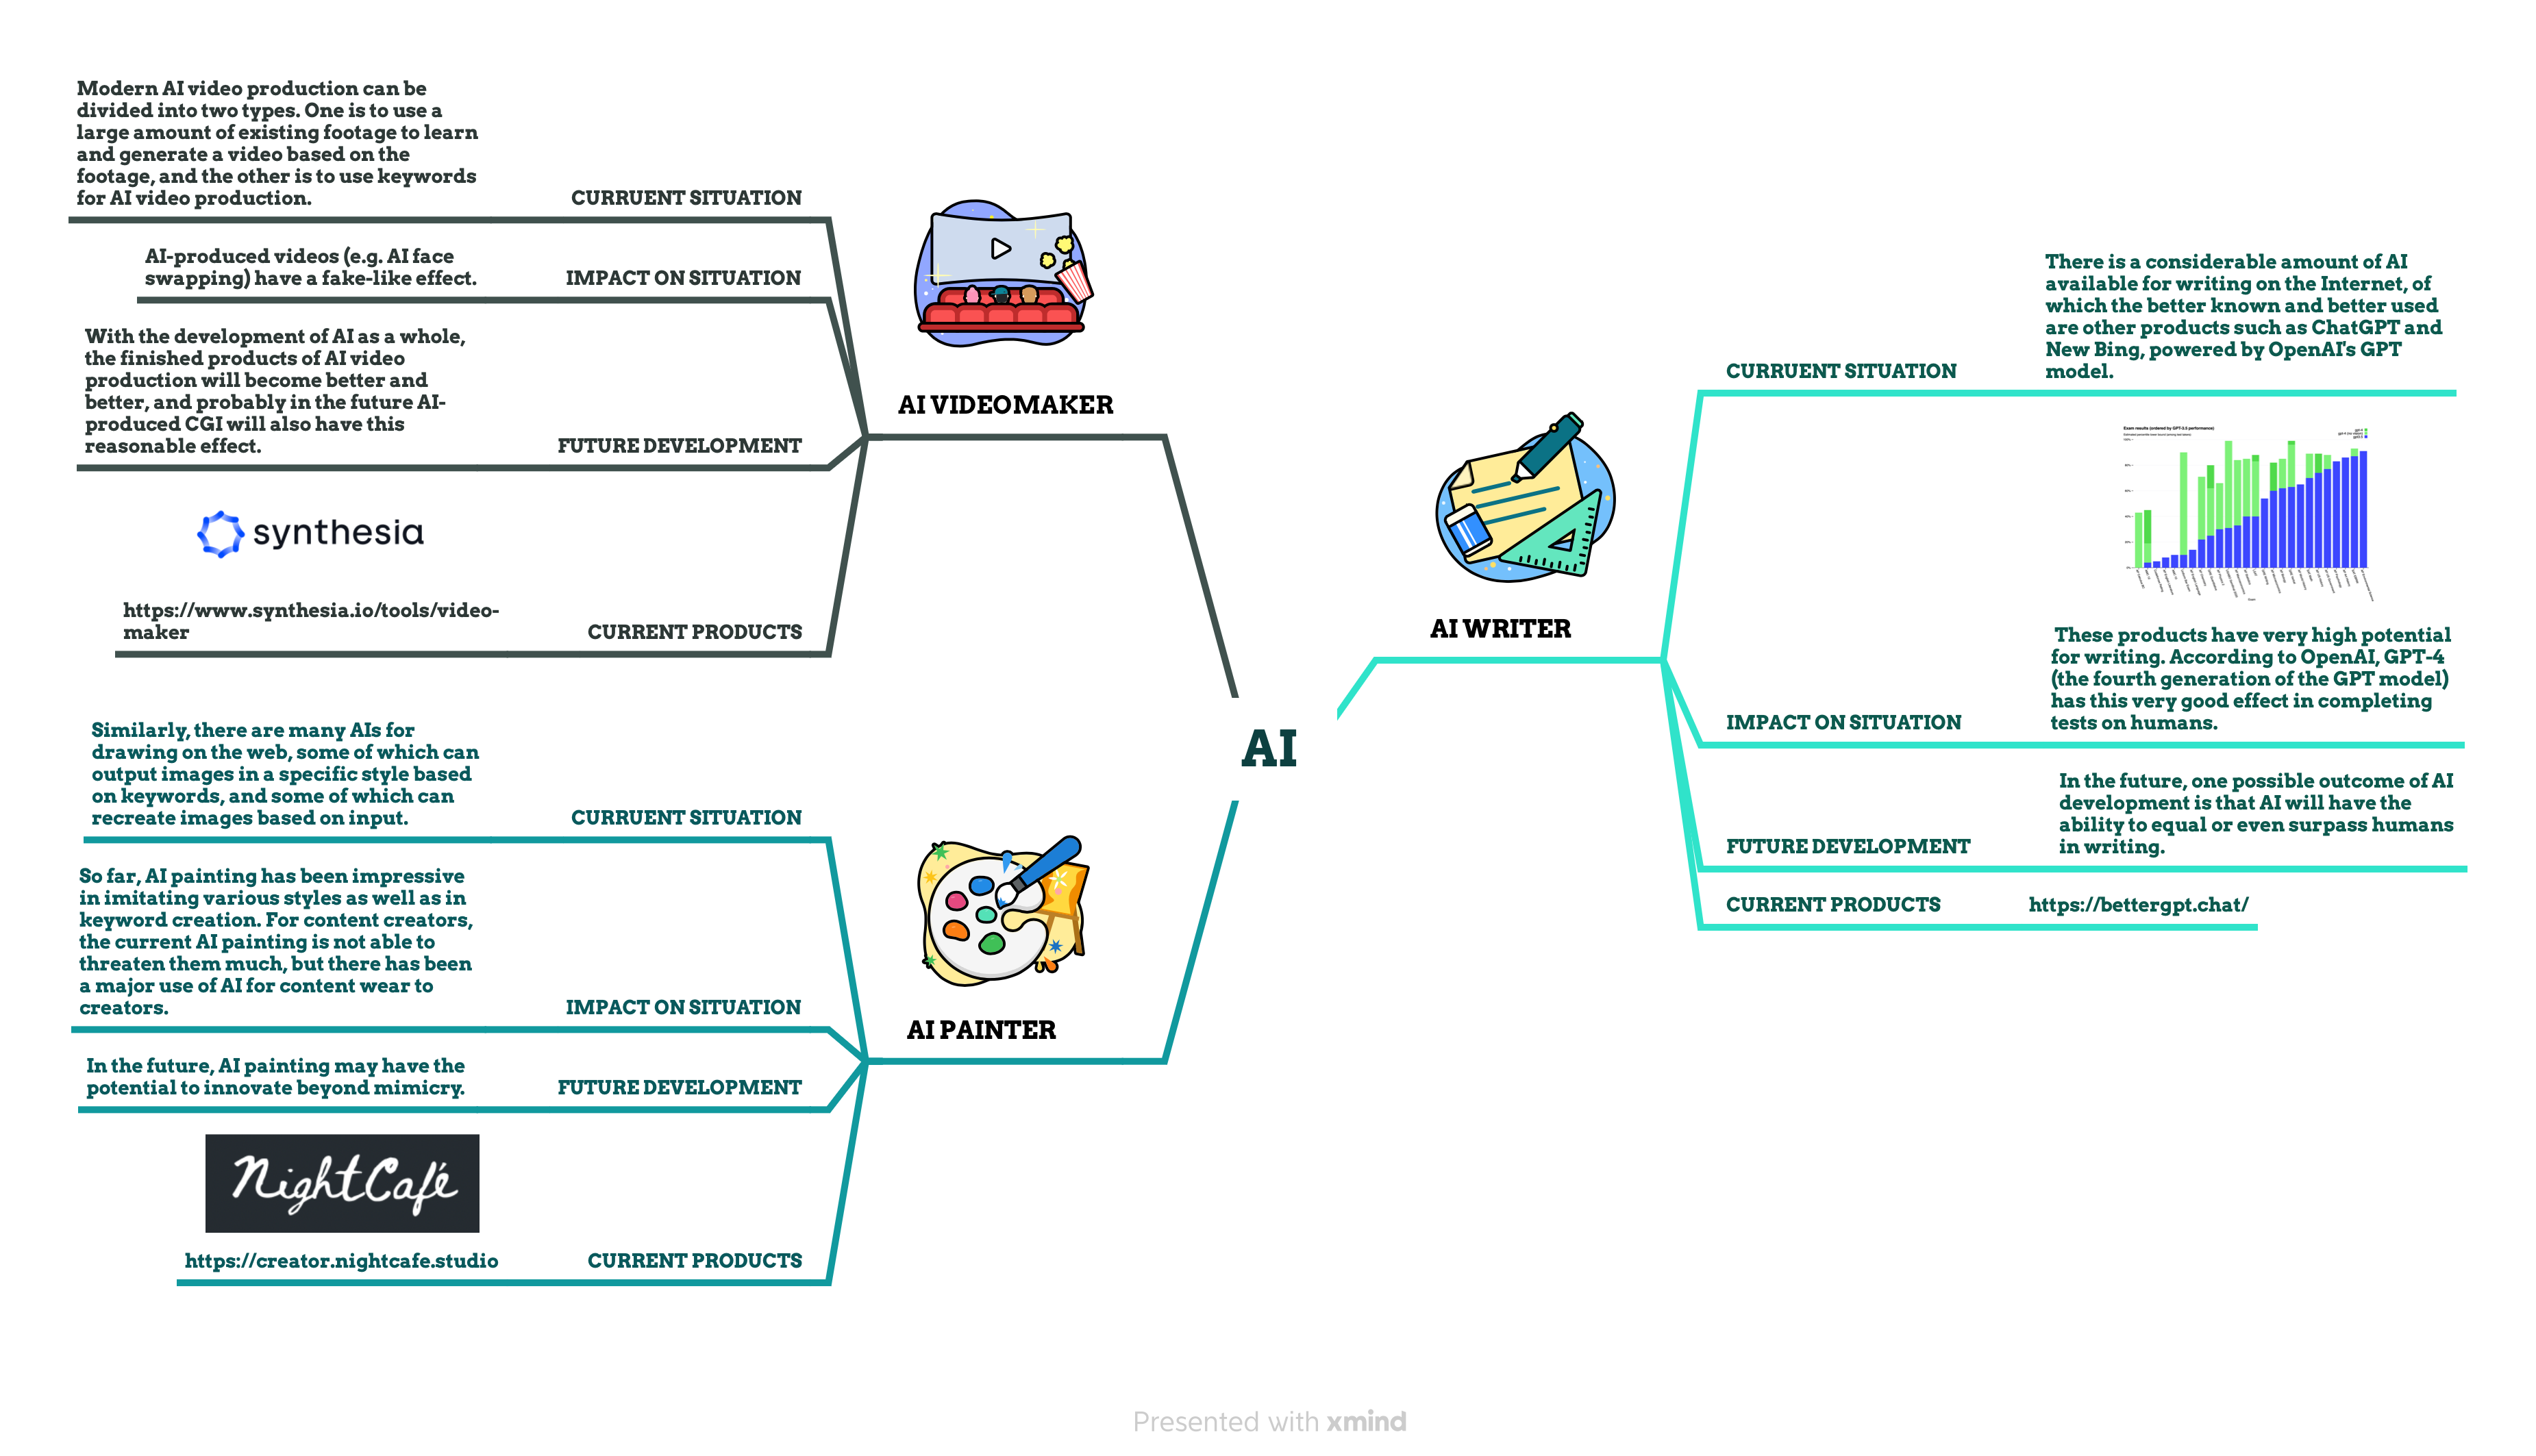 Modern AI video production can be
divided into two types. One is to use a
large amount of existing footage to learn
and generate a video based on the
footage, and the other is to use keywords
for AI video production.
CURRUENT SITUATION
AI-produced videos (e.g. AI face
swapping) have a fake-like effect.
IMPACT ON SITUATION
With the development of AI as a whole,
the finished products of AI video
production will become better and
better, and probably in the future AI-
produced CGI will also have this
reasonable effect.
FUTURE DEVELOPMENT
synthesia
https://www.synthesia.io/tools/video-
maker
CURRENT PRODUCTS
AI VIDEOMAKER
Similarly, there are many AIs for
drawing on the web, some of which can
output images in a specific style based
on keywords, and some of which can
recreate images based on input.
CURRUENT SITUATION
So far, AI painting has been impressive
in imitating various styles as well as in
keyword creation. For content creators,
the current AI painting is not able to
threaten them much, but there has been
a major use of AI for content wear to
creators.
IMPACT ON SITUATION
In the future, AI painting may have the
potential to innovate beyond mimicry.
FUTURE DEVELOPMENT
NightCafé
https://creator.nightcafe.studio
CURRENT PRODUCTS
AI PAINTER
AI
AI WRITER
CURRUENT SITUATION
There is a considerable amount of AI
available for writing on the Internet, of
which the better known and better used
are other products such as ChatGPT and
New Bing, powered by OpenAI's GPT
model.
Exam results (ordered by GPT-3.5 performance)
IMPACT ON SITUATION
These products have very high potential
for writing. According to OpenAI, GPT-4
(the fourth generation of the GPT model)
has this very good effect in completing
tests on humans.
FUTURE DEVELOPMENT
In the future, one possible outcome of AI
development is that AI will have the
ability to equal or even surpass humans
in writing.
CURRENT PRODUCTS
https://bettergpt.chat/
Presented with xmind